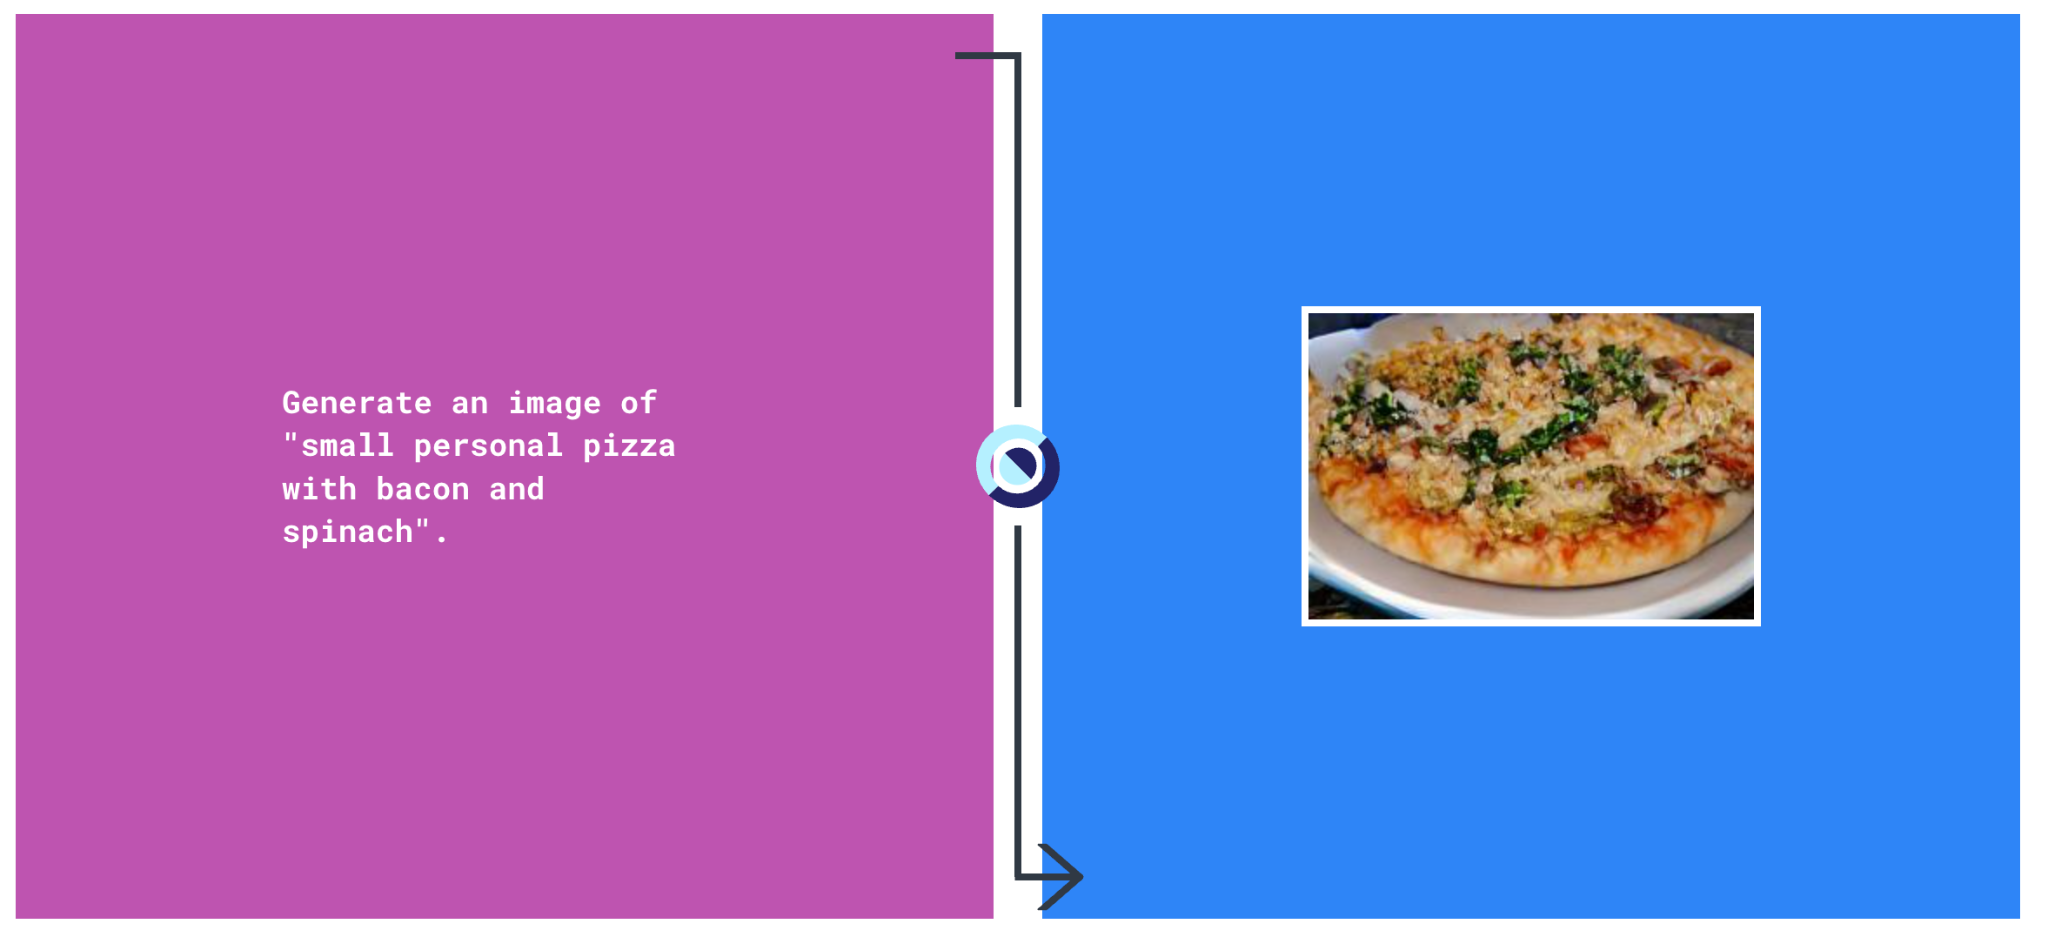 Generate an image of
"small personal pizza
with bacon and
spinach".